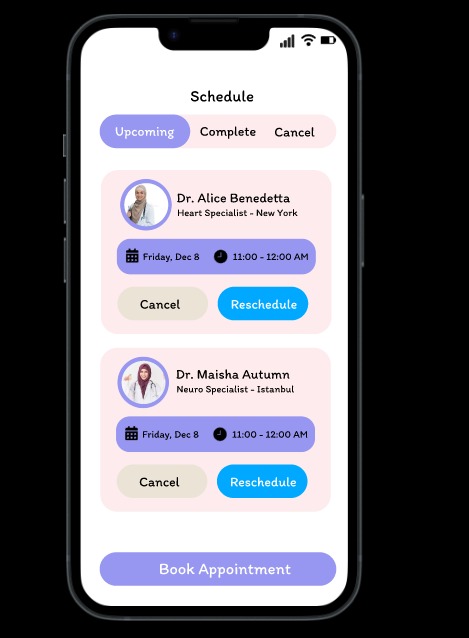 Schedule
Upcoming Complete Cancel
Dr. Alice Benedetta
Heart Specialist - New York
Friday, Dec 8 11:00 - 12:00 AM
Cancel Reschedule
Dr. Maisha Autumn
Neuro Specialist - Istanbul
Friday, Dec 8 11:00 - 12:00 AM
Cancel Reschedule
Book Appointment